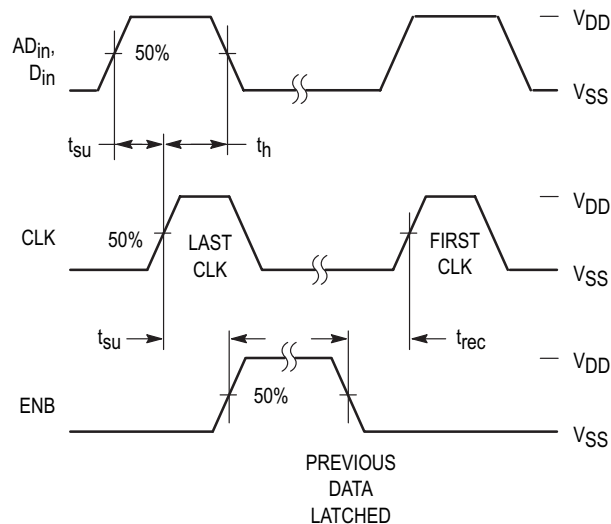 ADin,
Din
50%
VDD
VSS
tsu
th
CLK
50%
LAST
CLK
FIRST
CLK
VDD
VSS
tsu
trec
ENB
50%
VDD
VSS
PREVIOUS
DATA
LATCHED